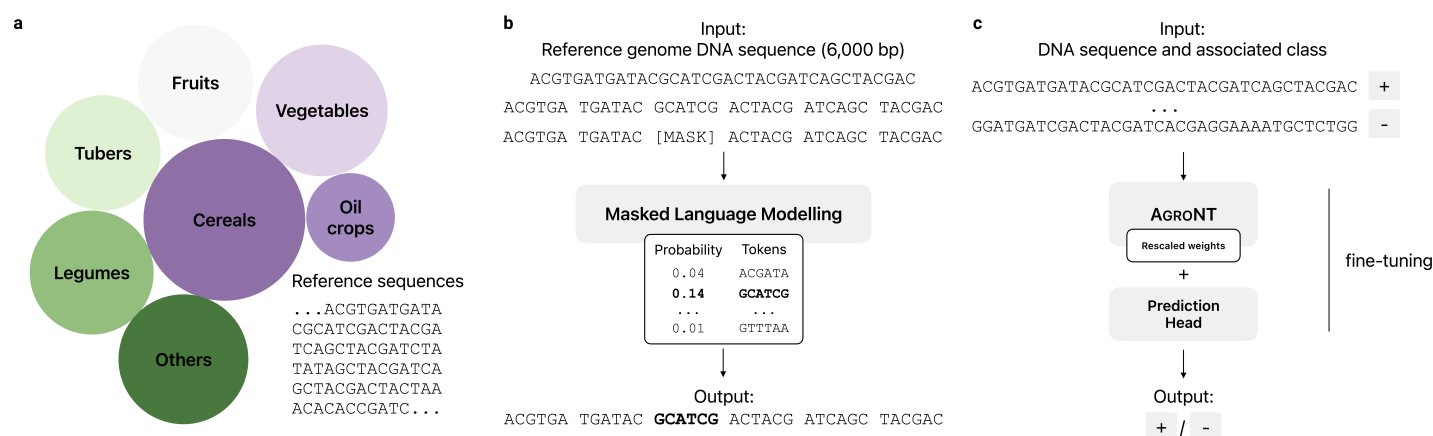 a
Fruits
Vegetables
Tubers
Cereals
Oil
crops
Legumes
Others
Reference sequences
...ACGTGATGATA
CGCATCGACTACGA
TCAGCTACGATCTA
TATAGCTACGATCA
GCTACGACTACTAA
ACACACCGATC...
b
Input:
Reference genome DNA sequence (6,000 bp)
ACGTGATGATACGCATCGACTACGATCAGCTACGAC
ACGTGA TGATAC GCATCG ACTACG ATCAGC TACGAC
ACGTGA TGATAC [MASK] ACTACG ATCAGC TACGAC
Masked Language Modelling
Probability Tokens
0.04 ACGATA
0.14 GCATCG
... ...
0.01 GTTTAA
Output:
ACGTGA TGATAC GCATCG ACTACG ATCAGC TACGAC
c
Input:
DNA sequence and associated class
ACGTGATGATACGCATCGACTACGATCAGCTACGAC +
...
GGATGATCGACTACGATCACGAGGAAAATGCTCTGG -
AGRONT
Rescaled weights
+
Prediction
Head
fine-tuning
Output:
+ / -